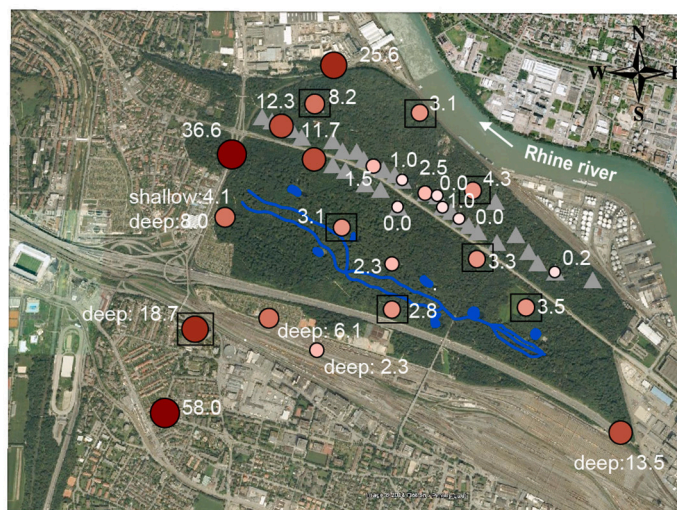 N
W
E
S
25.6
12.3
8.2
3.1
36.6
11.7
Rhine river
1.0
1.5
2.5
0.0
4.3
shallow:4.1
deep:8.0
3.1
0.0
1.0
0.0
3.3
2.3
0.2
2.8
3.5
deep: 18.7
deep: 6.1
deep: 2.3
58.0
deep:13.5